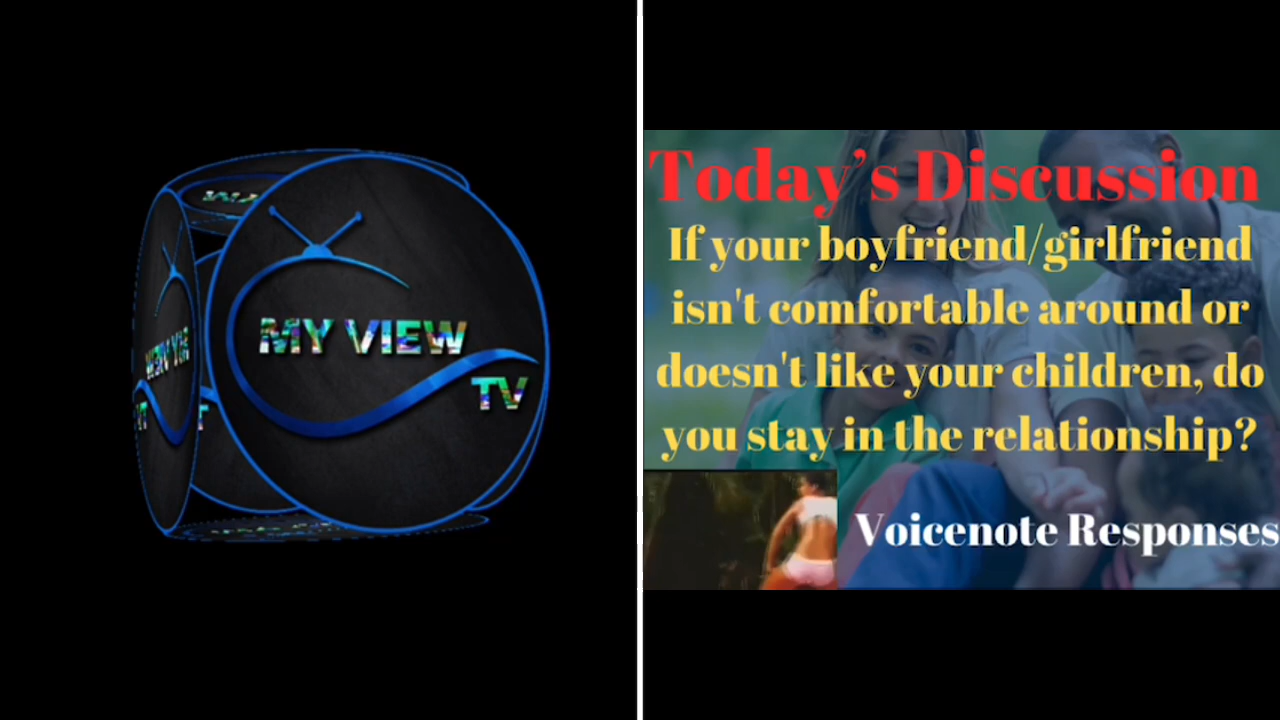 MY VIEW
TV
Today's Discussion
If your boyfriend/girlfriend
isn't comfortable around or
doesn't like your children, do
you stay in the relationship?
Voicenote Responses